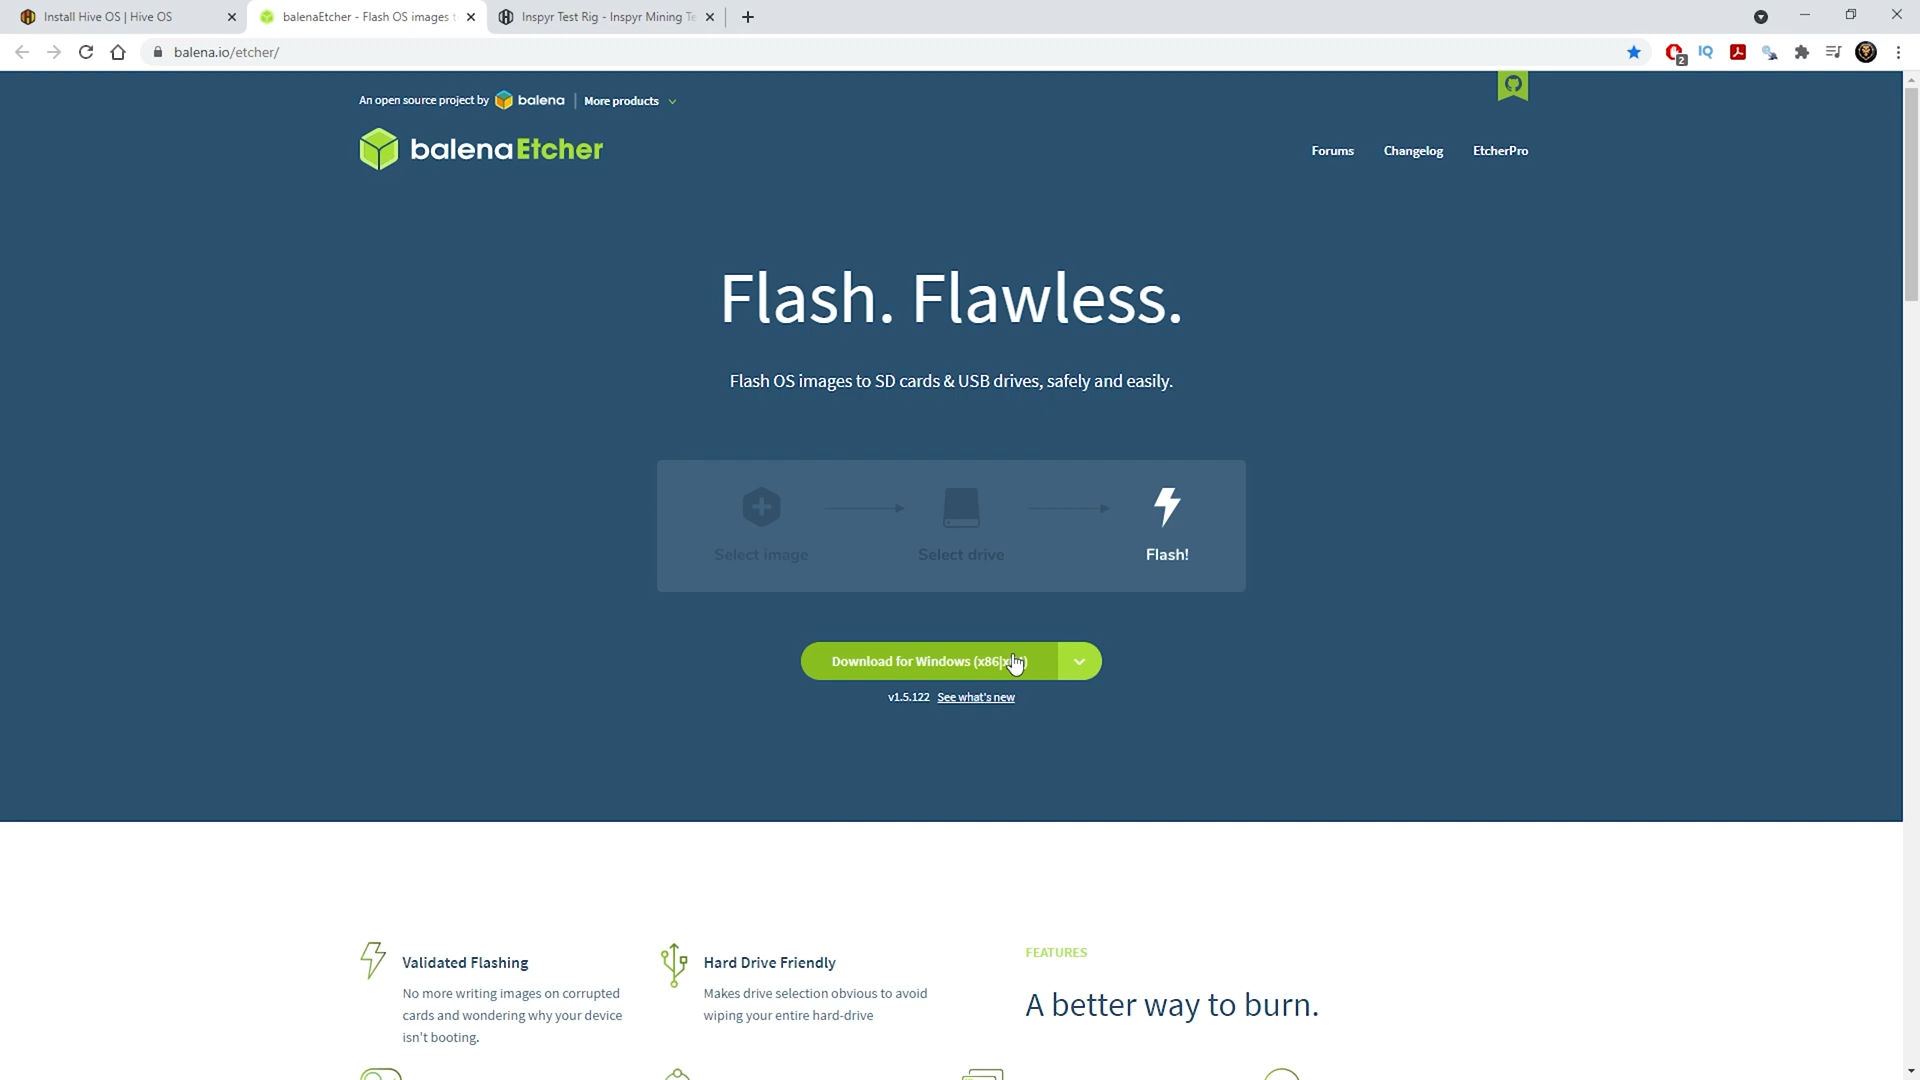 Install Hive OS | Hive OS
balenaEtcher - Flash OS images t
Inspyr Test Rig - Inspyr Mining Te
balena.io/etcher/
2
IQ
An open source project by balena
More products
balenaEtcher
Forums
Changelog
EtcherPro
Flash. Flawless.
Flash OS images to SD cards & USB drives, safely and easily.
Select image
Select drive
Flash!
Download for Windows (x86|x
v1.5.122 See what's new
Validated Flashing
No more writing images on corrupted
cards and wondering why your device
isn't booting.
Hard Drive Friendly
Makes drive selection obvious to avoid
wiping your entire hard-drive
FEATURES
A better way to burn.